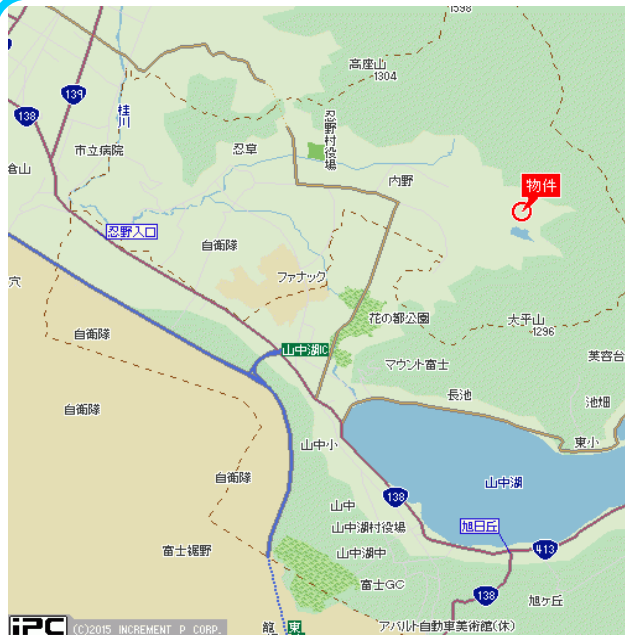 1598
高座山
1304
139
138
桂川
忍野村役場
市立病院
忍草
倉山
内野
物件
忍野入口
自衛隊
ファナック
穴
花の都公園
大平山
1296
自衛隊
山中湖IC
マウント富士
芙容台
長池
池畑
自衛隊
東小
山中小
山中湖
自衛隊
138
山中
山中湖村役場
旭日丘
413
富士裾野
山中湖中
富士GC
138
旭ヶ丘
籠
東
アバルト自動車美術館(休)
iPC (C)2015 INCREMENT P CORP.